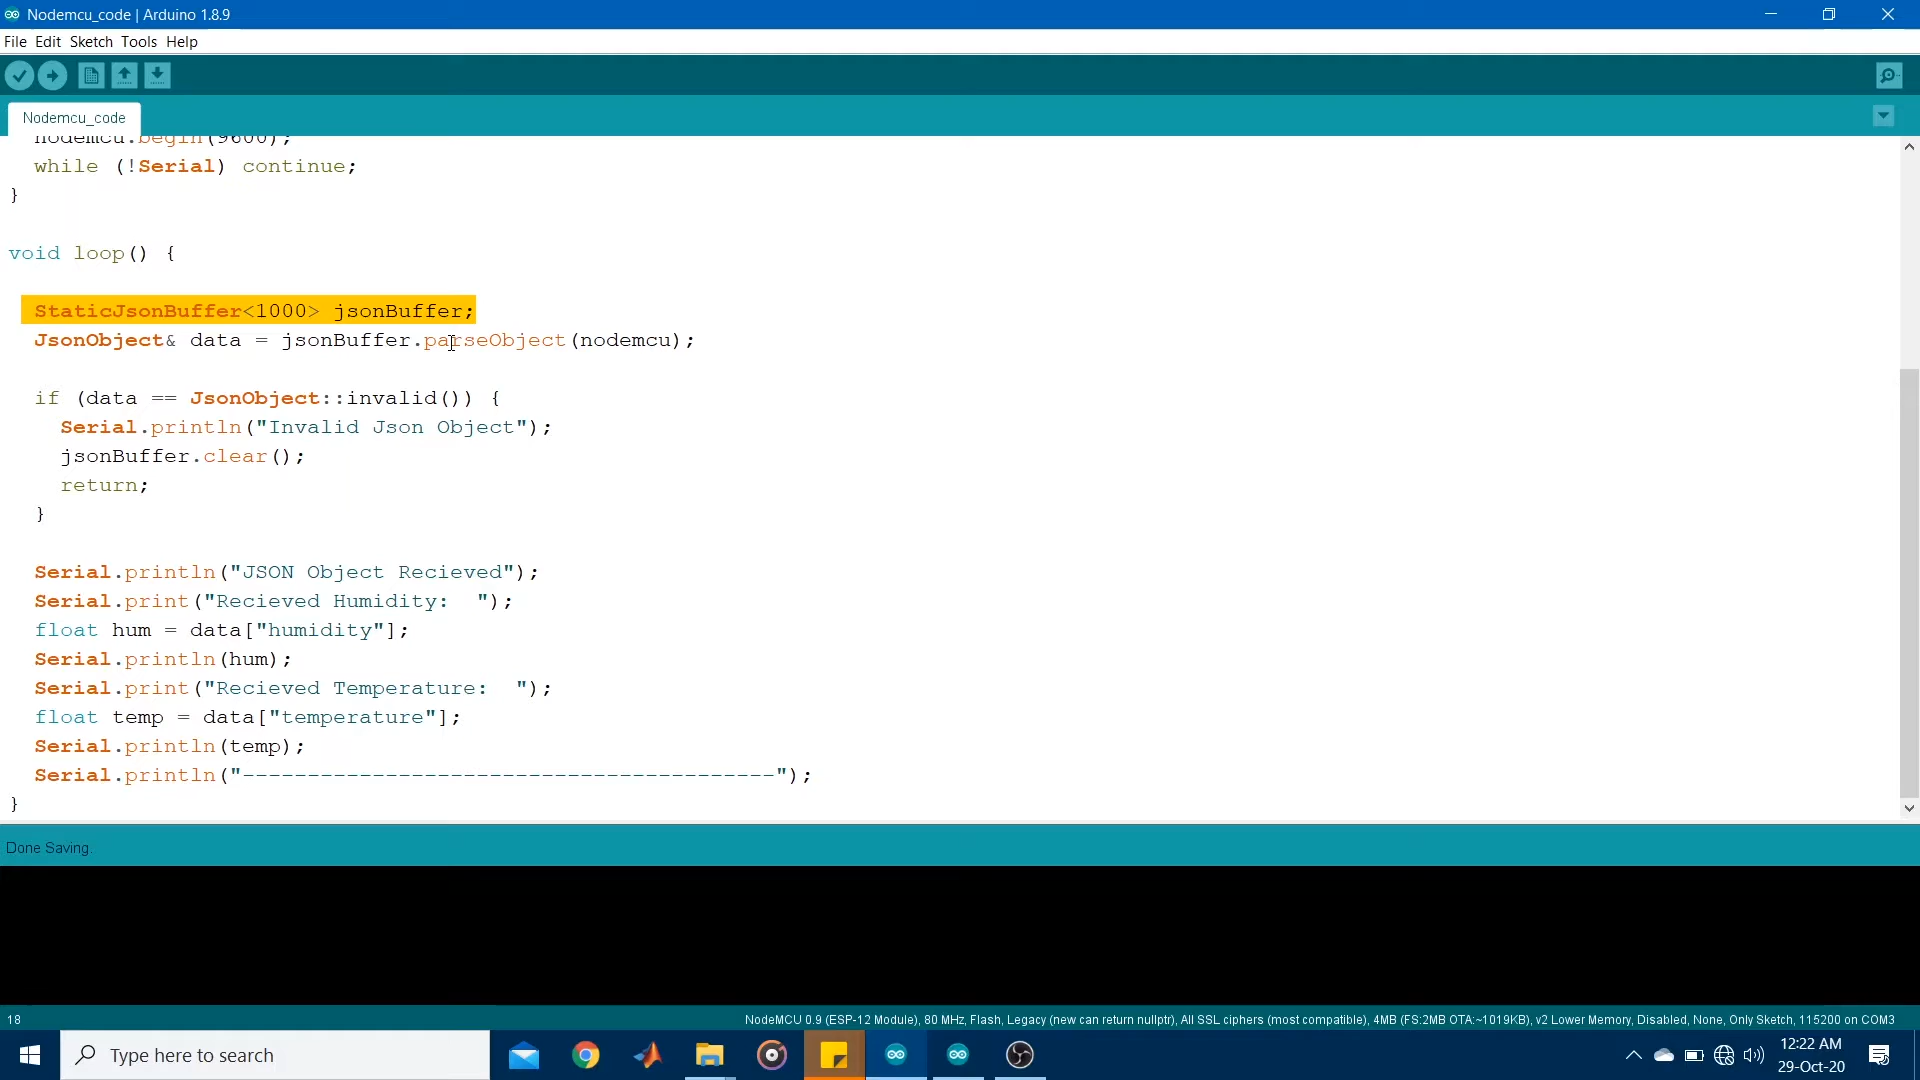 Nodemcu_code | Arduino 1.8.9
File Edit Sketch Tools Help
Nodemcu_code
nodemcu.begin(9600);
while (!Serial) continue;
}
void loop() {
StaticJsonBuffer<1000> jsonBuffer;
JsonObject& data = jsonBuffer.parseObject(nodemcu);
if (data == JsonObject::invalid()) {
Serial.println("Invalid Json Object");
jsonBuffer.clear();
return;
}
Serial.println("JSON Object Recieved");
Serial.print("Recieved Humidity:  ");
float hum = data["humidity"];
Serial.println(hum);
Serial.print("Recieved Temperature:  ");
float temp = data["temperature"];
Serial.println(temp);
Serial.println("-----------------------------------------");
}
Done Saving.
18
NodeMCU 0.9 (ESP-12 Module), 80 MHz, Flash, Legacy (new can return nullptr), All SSL ciphers (most compatible), 4MB (FS:2MB OTA:~1019KB), v2 Lower Memory, Disabled, None, Only Sketch, 115200 on COM3
Type here to search
12:22 AM
29-Oct-20